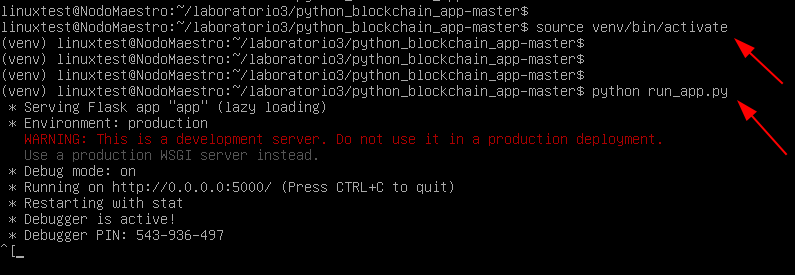 linuxtest@NodoMaestro:~/laboratorio3/python_blockchain_app-master$
linuxtest@NodoMaestro:~/laboratorio3/python_blockchain_app-master$ source venv/bin/activate
(venv) linuxtest@NodoMaestro:~/laboratorio3/python_blockchain_app-master$
(venv) linuxtest@NodoMaestro:~/laboratorio3/python_blockchain_app-master$
(venv) linuxtest@NodoMaestro:~/laboratorio3/python_blockchain_app-master$
(venv) linuxtest@NodoMaestro:~/laboratorio3/python_blockchain_app-master$ python run_app.py
 * Serving Flask app "app" (lazy loading)
 * Environment: production
   WARNING: This is a development server. Do not use it in a production deployment.
   Use a production WSGI server instead.
 * Debug mode: on
 * Running on http://0.0.0.0:5000/ (Press CTRL+C to quit)
 * Restarting with stat
 * Debugger is active!
 * Debugger PIN: 543-936-497
^[_